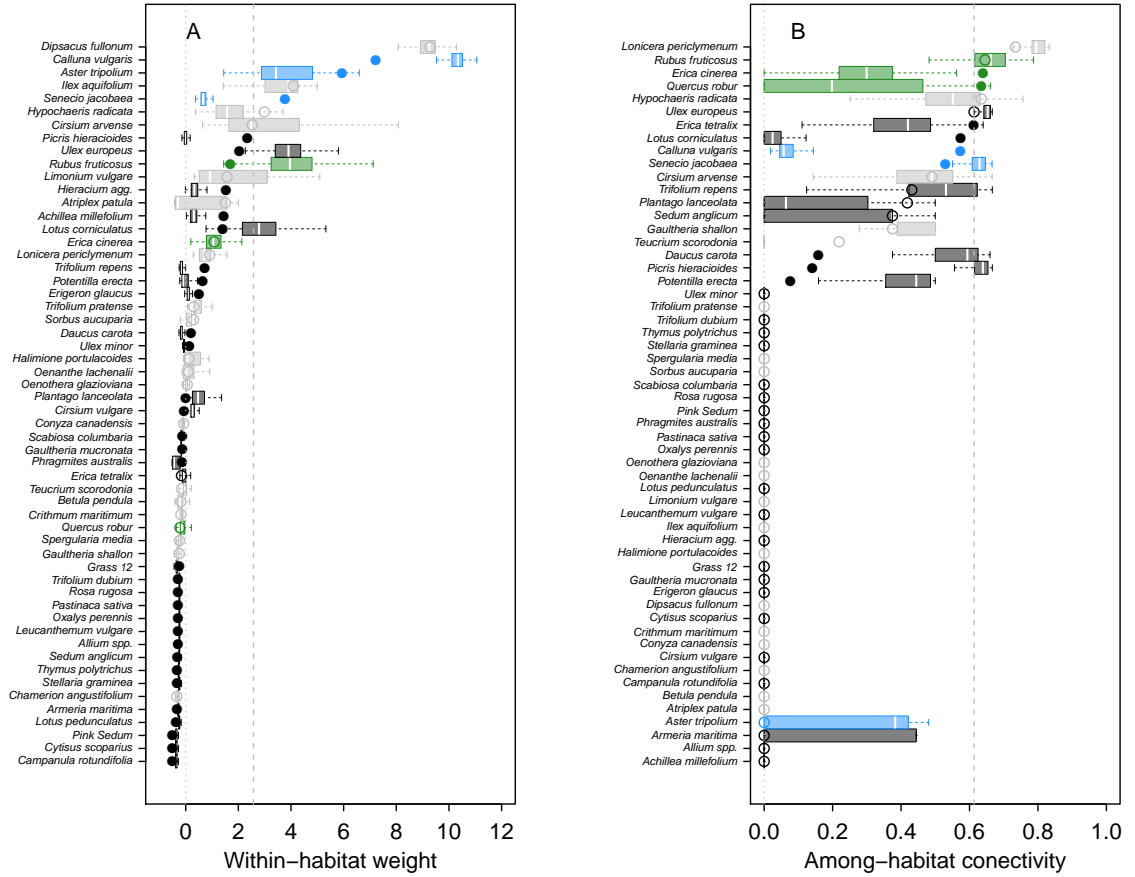 A
Dipsacus fullonum
Calluna vulgaris
Aster tripolium
Ilex aquifolium
Senecio jacobaea
Hypochaeris radicata
Cirsium arvense
Picris hieracioides
Ulex europeus
Rubus fruticosus
Limonium vulgare
Hieracium agg.
Atriplex patula
Achillea millefolium
Lotus corniculatus
Erica cinerea
Lonicera periclymenum
Trifolium repens
Potentilla erecta
Erigeron glaucus
Trifolium pratense
Sorbus aucuparia
Daucus carota
Ulex minor
Halimione portulacoides
Oenanthe lachenalii
Oenothera glazioviana
Plantago lanceolata
Cirsium vulgare
Conyza canadensis
Scabiosa columbaria
Gaultheria mucronata
Phragmites australis
Erica tetralix
Teucrium scorodonia
Betula pendula
Crithmum maritimum
Quercus robur
Spergularia media
Gaultheria shallon
Grass 12
Trifolium dubium
Rosa rugosa
Pastinaca sativa
Oxalys perennis
Leucanthemum vulgare
Allium spp.
Sedum anglicum
Thymus polytrichus
Stellaria graminea
Chamerion angustifolium
Armeria maritima
Lotus pedunculatus
Pink Sedum
Cytisus scoparius
Campanula rotundifolia
0 2 4 6 8 10 12
Within−habitat weight
B
Lonicera periclymenum
Rubus fruticosus
Erica cinerea
Quercus robur
Hypochaeris radicata
Ulex europeus
Erica tetralix
Lotus corniculatus
Calluna vulgaris
Senecio jacobaea
Cirsium arvense
Trifolium repens
Plantago lanceolata
Sedum anglicum
Gaultheria shallon
Teucrium scorodonia
Daucus carota
Picris hieracioides
Potentilla erecta
Ulex minor
Trifolium pratense
Trifolium dubium
Thymus polytrichus
Stellaria graminea
Spergularia media
Sorbus aucuparia
Scabiosa columbaria
Rosa rugosa
Pink Sedum
Phragmites australis
Pastinaca sativa
Oxalys perennis
Oenothera glazioviana
Oenanthe lachenalii
Lotus pedunculatus
Limonium vulgare
Leucanthemum vulgare
Ilex aquifolium
Hieracium agg.
Halimione portulacoides
Grass 12
Gaultheria mucronata
Erigeron glaucus
Dipsacus fullonum
Cytisus scoparius
Crithmum maritimum
Conyza canadensis
Cirsium vulgare
Chamerion angustifolium
Campanula rotundifolia
Betula pendula
Atriplex patula
Aster tripolium
Armeria maritima
Allium spp.
Achillea millefolium
0.0 0.2 0.4 0.6 0.8 1.0
Among−habitat conectivity